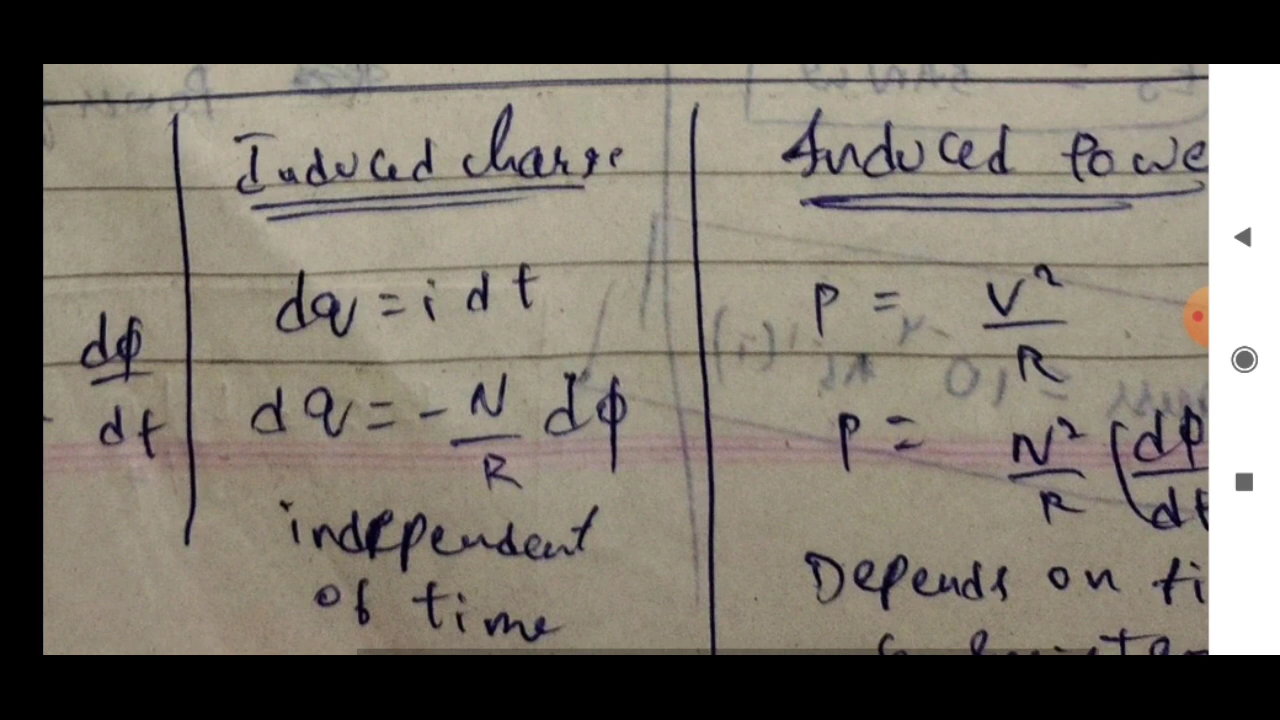 Induced charge
dq = i dt
dq = - N/R dϕ
independent
of time
Induced Powe
P = V²/R
P = N²/R (dϕ/dt
Depends on ti
- dϕ/dt